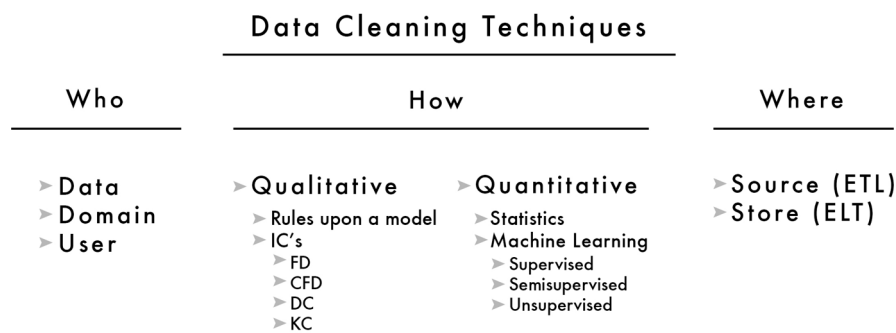 Data Cleaning Techniques
Who
How
Where
Data
Domain
User
Qualitative
Rules upon a model
IC's
FD
CFD
DC
KC
Quantitative
Statistics
Machine Learning
Supervised
Semisupervised
Unsupervised
Source (ETL)
Store (ELT)